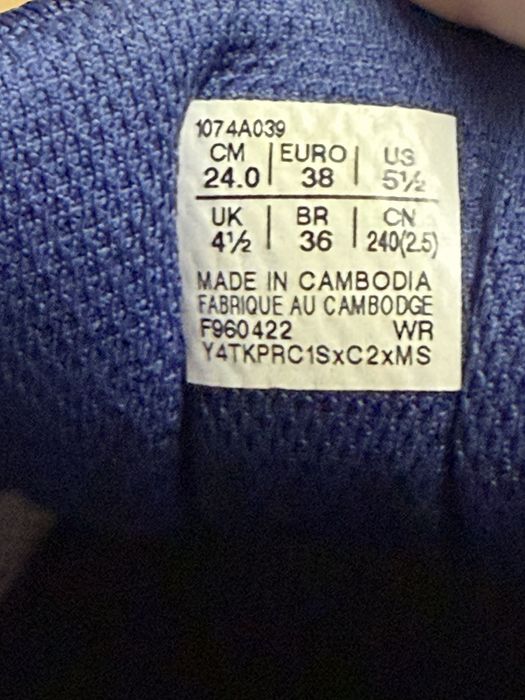 1074A039
CM | EURO | US
24.0 | 38 | 5½
UK | BR | CN
4½ | 36 | 240(2.5)
MADE IN CAMBODIA
FABRIQUE AU CAMBODGE
F960422 WR
Y4TKPRC1SxC2xMS